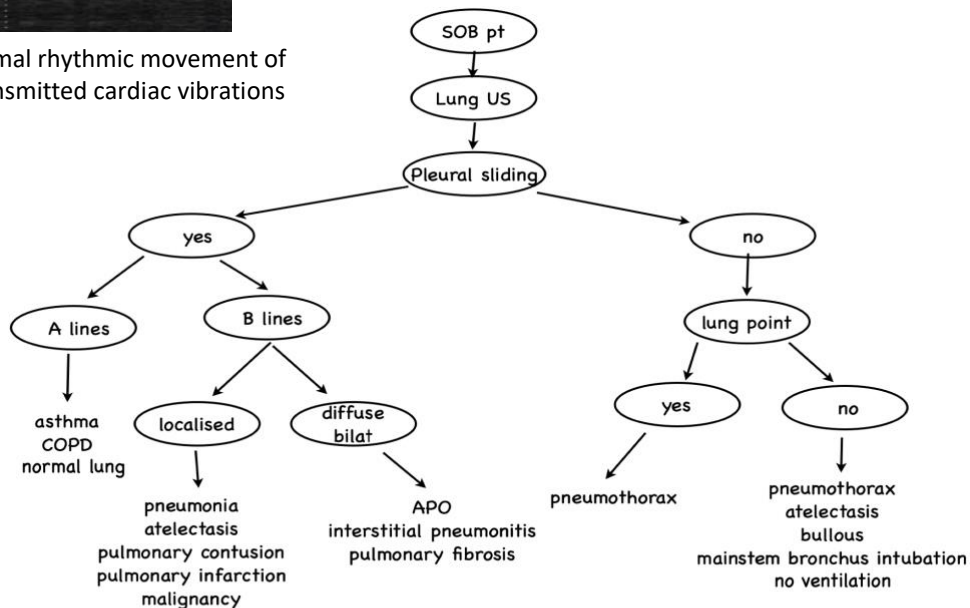 mal rhythmic movement of
nsmitted cardiac vibrations
SOB pt
Lung US
Pleural sliding
yes
no
A lines
B lines
lung point
asthma
COPD
normal lung
localised
diffuse
bilat
yes
no
pneumonia
atelectasis
pulmonary contusion
pulmonary infarction
malignancy
APO
interstitial pneumonitis
pulmonary fibrosis
pneumothorax
pneumothorax
atelectasis
bullous
mainstem bronchus intubation
no ventilation